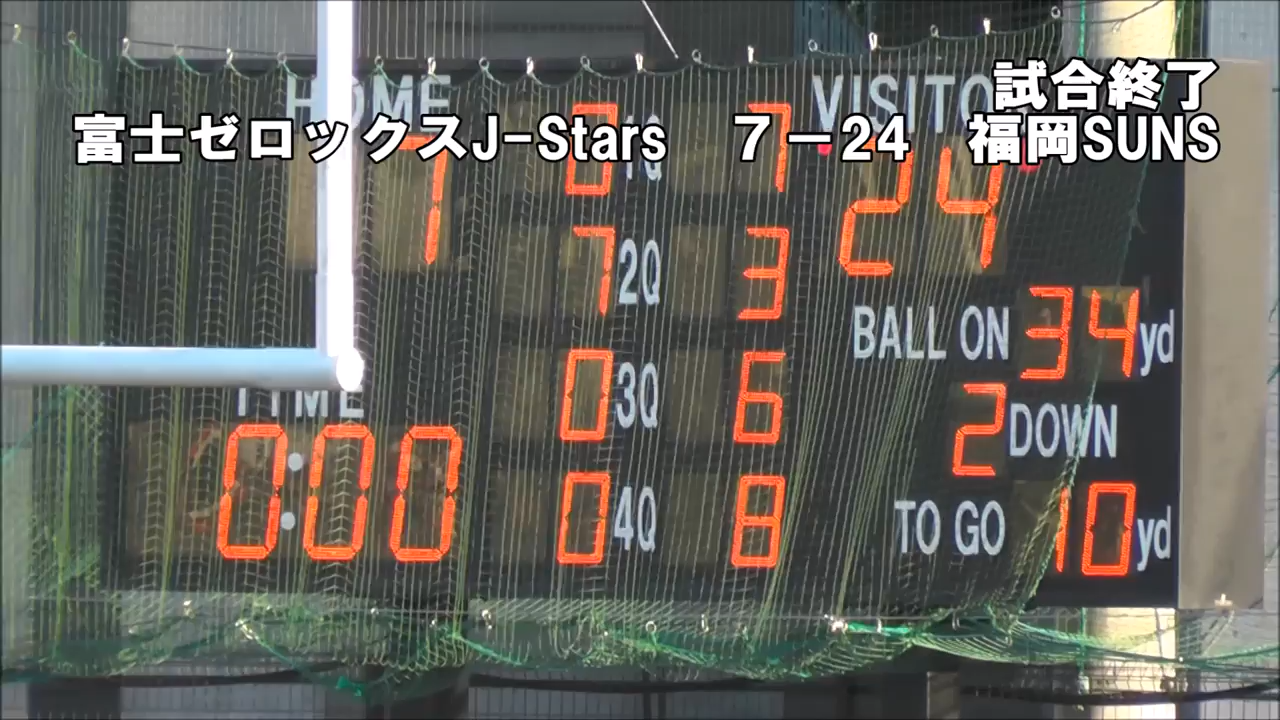 試合終了
富士ゼロックスJ-Stars 7－24 福岡SUNS
HOME VISITO
7 0 1Q 7 24
7 2Q 3
BALL ON 34 yd
0 3Q 6
2 DOWN
TIME
0:00
0 4Q 8
TO GO 10 yd